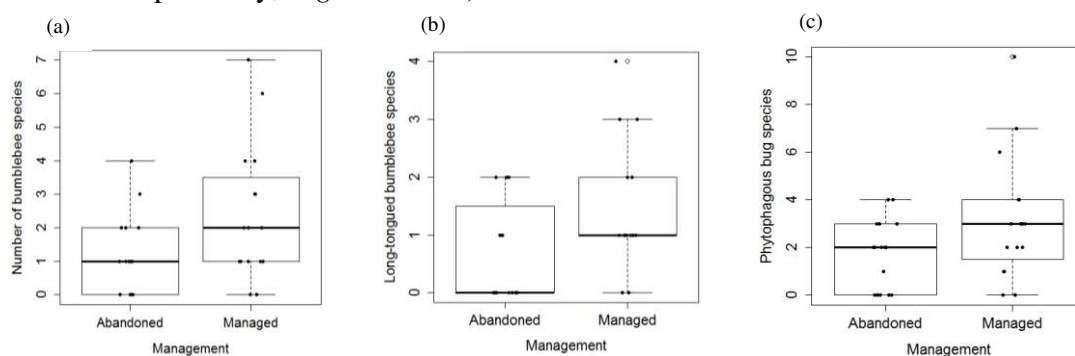 (a)
Number of bumblebee species
7
6
5
4
3
2
1
0
Abandoned
Managed
Management
(b)
Long-tongued bumblebee species
4
3
2
1
0
Abandoned
Managed
Management
(c)
Phytophagous bug species
10
8
6
4
2
0
Abandoned
Managed
Management